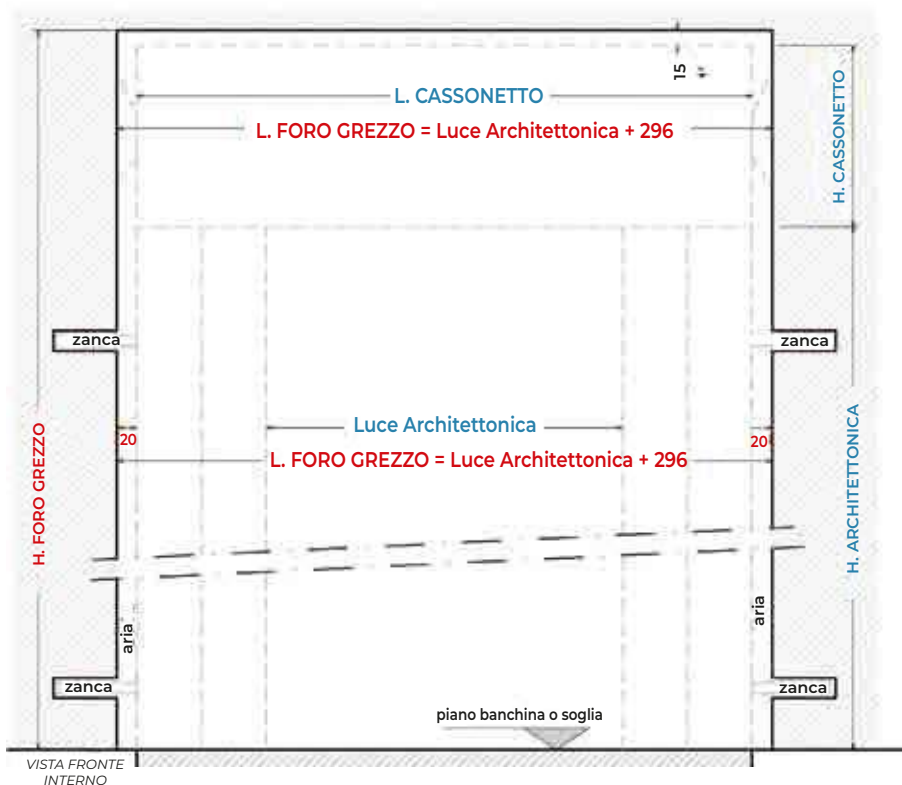 15
L. CASSONETTO
H. CASSONETTO
L. FORO GREZZO = Luce Architettonica + 296
zanca
zanca
Luce Architettonica
20
20
L. FORO GREZZO = Luce Architettonica + 296
H. FORO GREZZO
H. ARCHITETTONICA
aria
aria
zanca
zanca
piano banchina o soglia
VISTA FRONTE
INTERNO